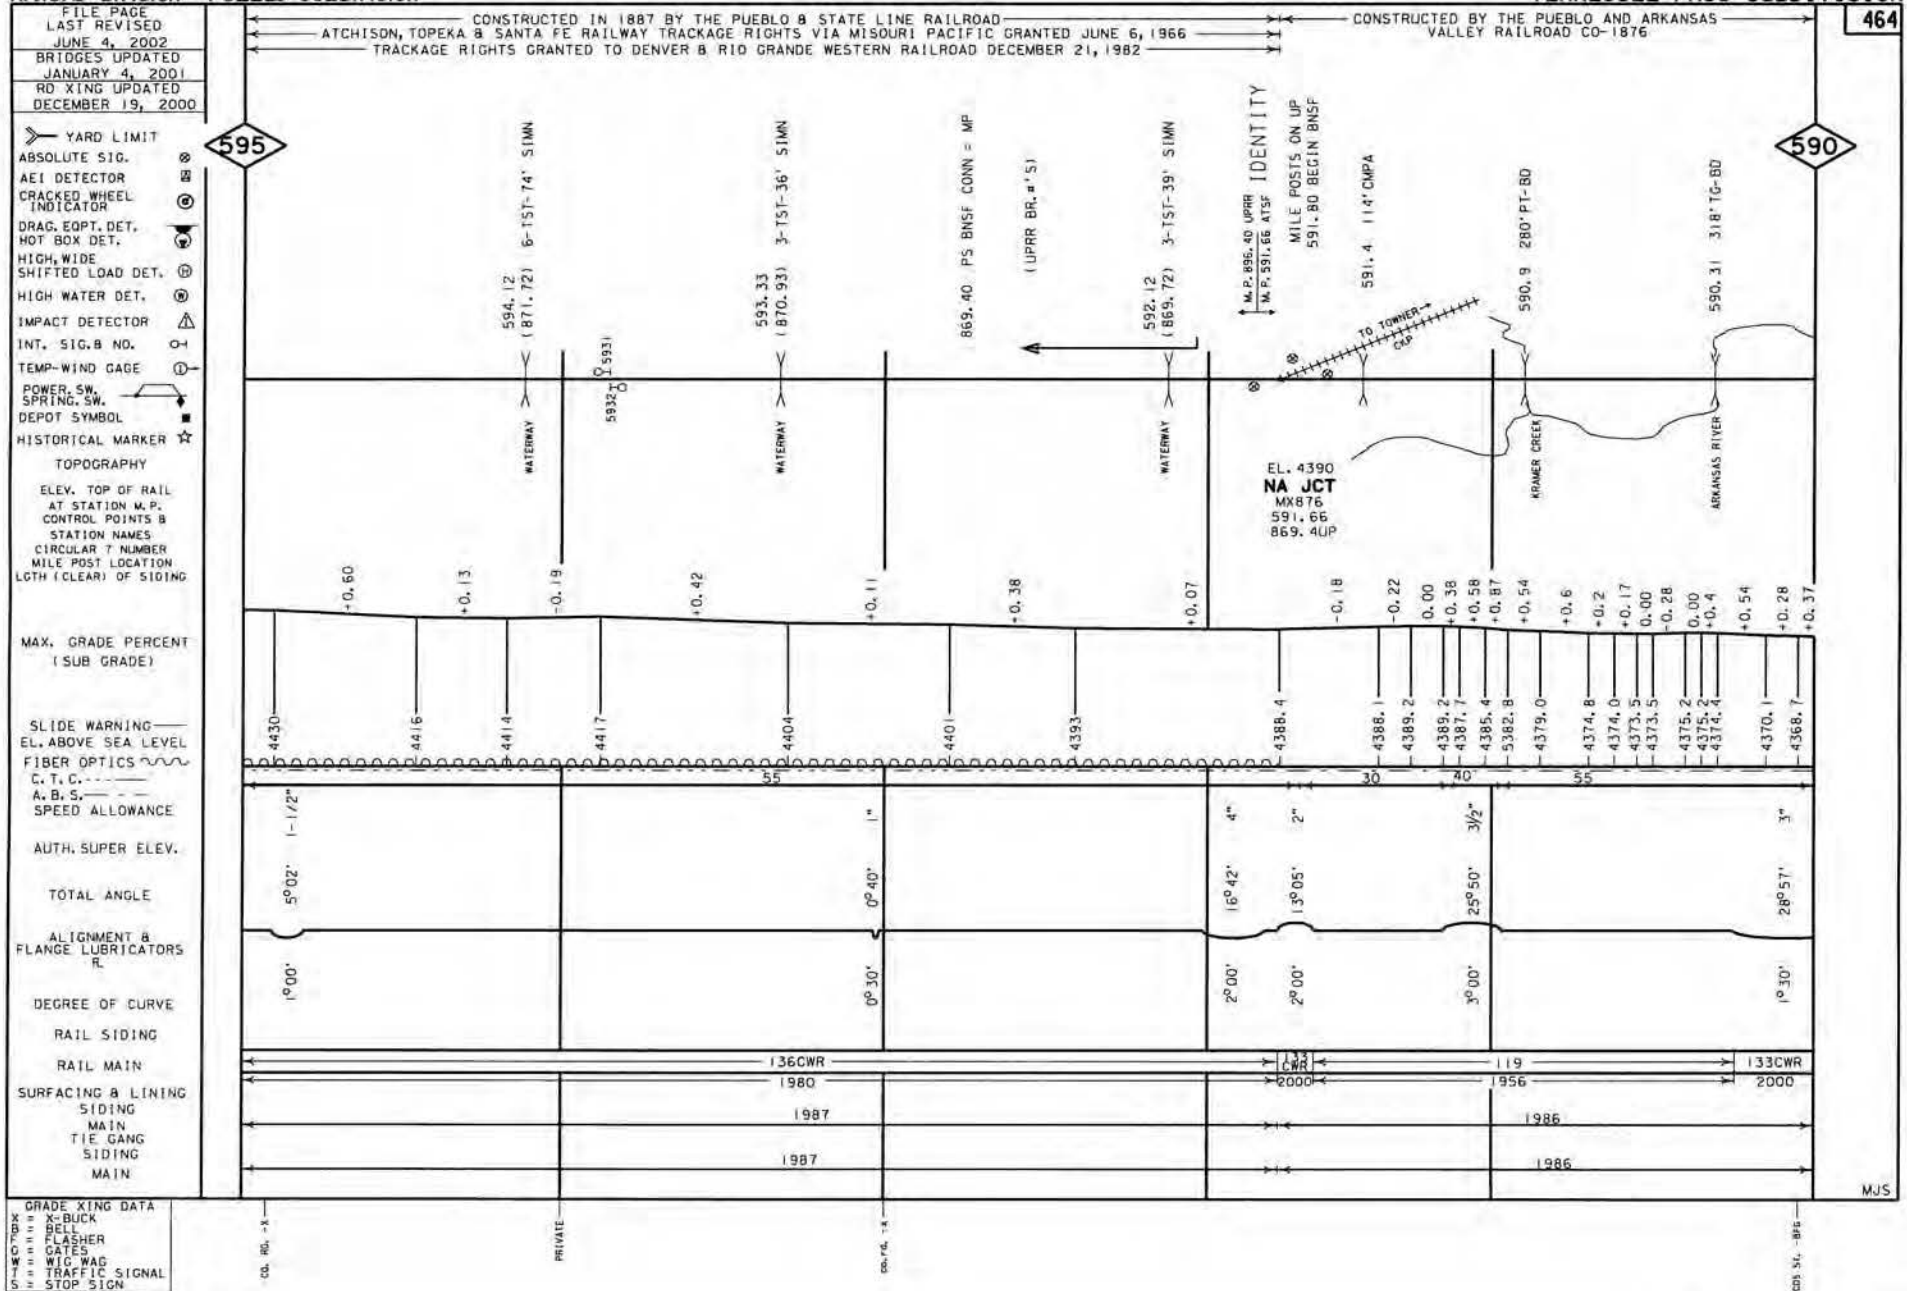 FILE PAGE
LAST REVISED
JUNE 4, 2002
BRIDGES UPDATED
JANUARY 4, 2001
RD XING UPDATED
DECEMBER 19, 2000
CONSTRUCTED IN 1887 BY THE PUEBLO & STATE LINE RAILROAD
ATCHISON, TOPEKA & SANTA FE RAILWAY TRACKAGE RIGHTS VIA MISOURI PACIFIC GRANTED JUNE 6, 1966
TRACKAGE RIGHTS GRANTED TO DENVER & RIO GRANDE WESTERN RAILROAD DECEMBER 21, 1982
CONSTRUCTED BY THE PUEBLO AND ARKANSAS
VALLEY RAILROAD CO-1876
464
595
590
YARD LIMIT
ABSOLUTE SIG.
AEI DETECTOR
CRACKED WHEEL
INDICATOR
DRAG. EQPT. DET.
HOT BOX DET.
HIGH, WIDE
SHIFTED LOAD DET.
HIGH WATER DET.
IMPACT DETECTOR
INT. SIG.& NO.
TEMP-WIND GAGE
POWER. SW.
SPRING. SW.
DEPOT SYMBOL
HISTORICAL MARKER
TOPOGRAPHY
ELEV. TOP OF RAIL
AT STATION M.P.
CONTROL POINTS &
STATION NAMES
CIRCULAR 7 NUMBER
MILE POST LOCATION
LGTH (CLEAR) OF SIDING
594.12
(871.72) 6-TST-74' SIMN
5931
5932
593.33
(870.93) 3-TST-36' SIMN
869.40 PS BNSF CONN = MP
(UPRR BR.#'S)
592.12
(869.72) 3-TST-39' SIMN
M.P. 896.40 UPRR
M.P. 591.66 ATSF
IDENTITY
MILE POSTS ON UP
591.80 BEGIN BNSF
591.4 114' CMPA
590.9 280' PT-BD
590.31 318' TG-BD
TO TOWNER
CKP
WATERWAY
WATERWAY
WATERWAY
KRAMER CREEK
ARKANSAS RIVER
EL. 4390
NA JCT
MX876
591.66
869.4UP
MAX. GRADE PERCENT
(SUB GRADE)
+0.60
+0.13
-0.19
+0.42
+0.11
+0.38
+0.07
-0.18
-0.22
0.00
+0.38
+0.58
+0.87
+0.54
+0.6
+0.2
+0.17
0.00
-0.28
0.00
+0.4
+0.54
+0.28
+0.37
SLIDE WARNING
EL. ABOVE SEA LEVEL
4430
4416
4414
4417
4404
4401
4393
4388.4
4388.1
4389.2
4389.2
4387.7
4385.4
5382.8
4379.0
4374.8
4374.0
4373.5
4373.5
4375.2
4375.2
4374.4
4370.1
4368.7
FIBER OPTICS
C.T.C.
A.B.S.
SPEED ALLOWANCE
55
30
40
55
AUTH. SUPER ELEV.
1-1/2"
1"
4"
2"
3½"
3"
TOTAL ANGLE
5°02'
0°40'
16°42'
13°05'
25°50'
28°57'
ALIGNMENT &
FLANGE LUBRICATORS
DEGREE OF CURVE
1°00'
0°30'
2°00'
2°00'
3°00'
1°30'
RAIL SIDING
RAIL MAIN
136CWR
133
CWR
119
133CWR
1980
2000
1956
2000
SURFACING & LINING
SIDING
MAIN
1987
1986
TIE GANG
SIDING
MAIN
1987
1986
MJS
GRADE XING DATA
X = X-BUCK
B = BELL
F = FLASHER
G = GATES
W = WIG WAG
T = TRAFFIC SIGNAL
S = STOP SIGN
CO. RD. -X
PRIVATE